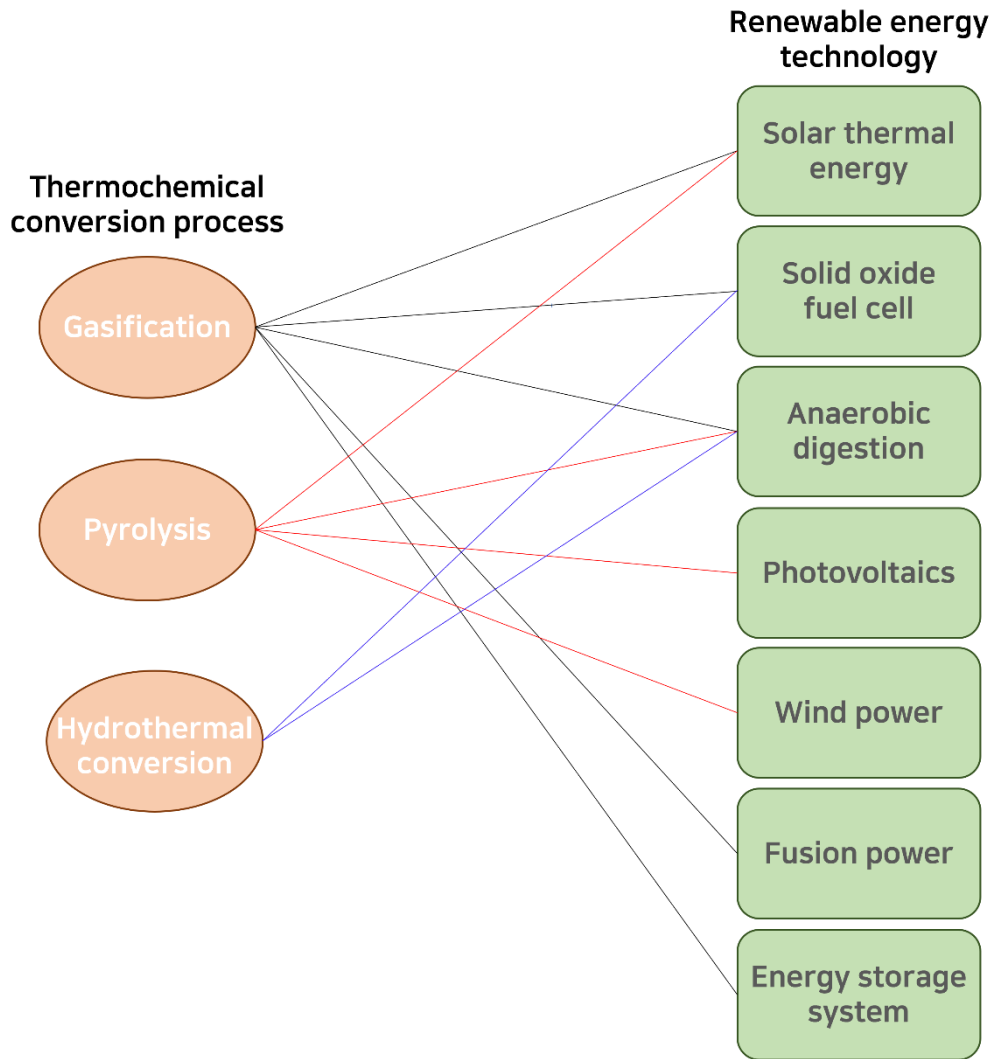 Renewable energy
technology
Thermochemical
conversion process
Gasification
Pyrolysis
Hydrothermal
conversion
Solar thermal
energy
Solid oxide
fuel cell
Anaerobic
digestion
Photovoltaics
Wind power
Fusion power
Energy storage
system